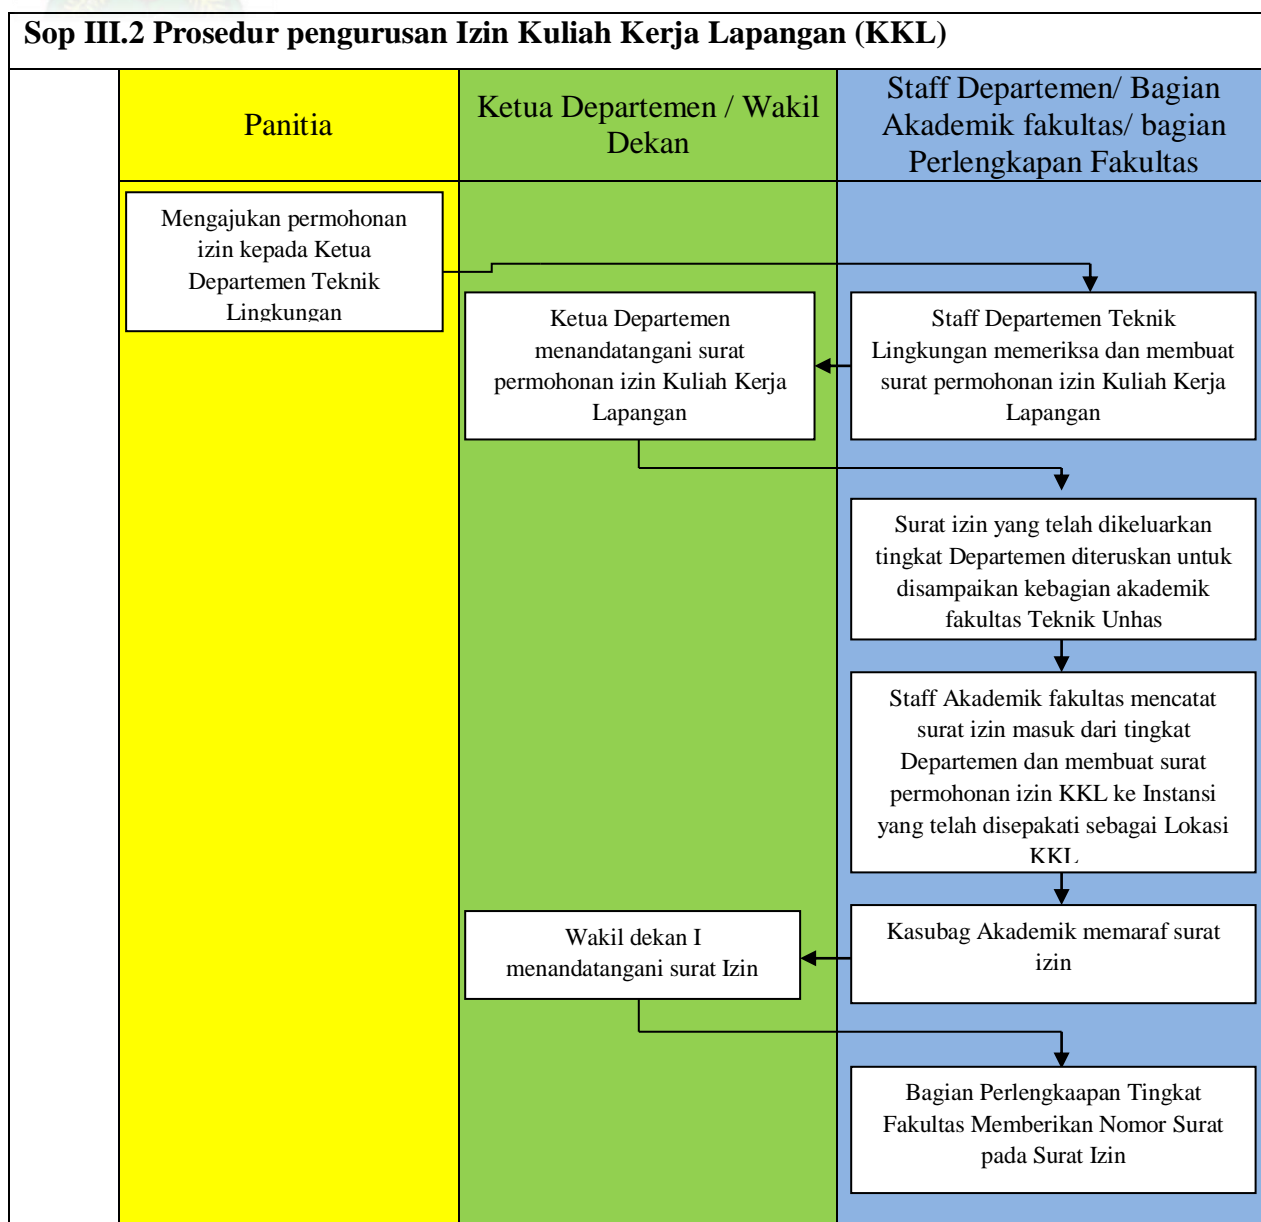 Sop III.2 Prosedur pengurusan Izin Kuliah Kerja Lapangan (KKL)
Panitia
Ketua Departemen / Wakil
Dekan
Staff Departemen/ Bagian
Akademik fakultas/ bagian
Perlengkapan Fakultas
Mengajukan permohonan
izin kepada Ketua
Departemen Teknik
Lingkungan
Staff Departemen Teknik
Lingkungan memeriksa dan membuat
surat permohonan izin Kuliah Kerja
Lapangan
Ketua Departemen
menandatangani surat
permohonan izin Kuliah Kerja
Lapangan
Surat izin yang telah dikeluarkan
tingkat Departemen diteruskan untuk
disampaikan kebagian akademik
fakultas Teknik Unhas
Staff Akademik fakultas mencatat
surat izin masuk dari tingkat
Departemen dan membuat surat
permohonan izin KKL ke Instansi
yang telah disepakati sebagai Lokasi
KKL
Kasubag Akademik memaraf surat
izin
Wakil dekan I
menandatangani surat Izin
Bagian Perlengkaapan Tingkat
Fakultas Memberikan Nomor Surat
pada Surat Izin